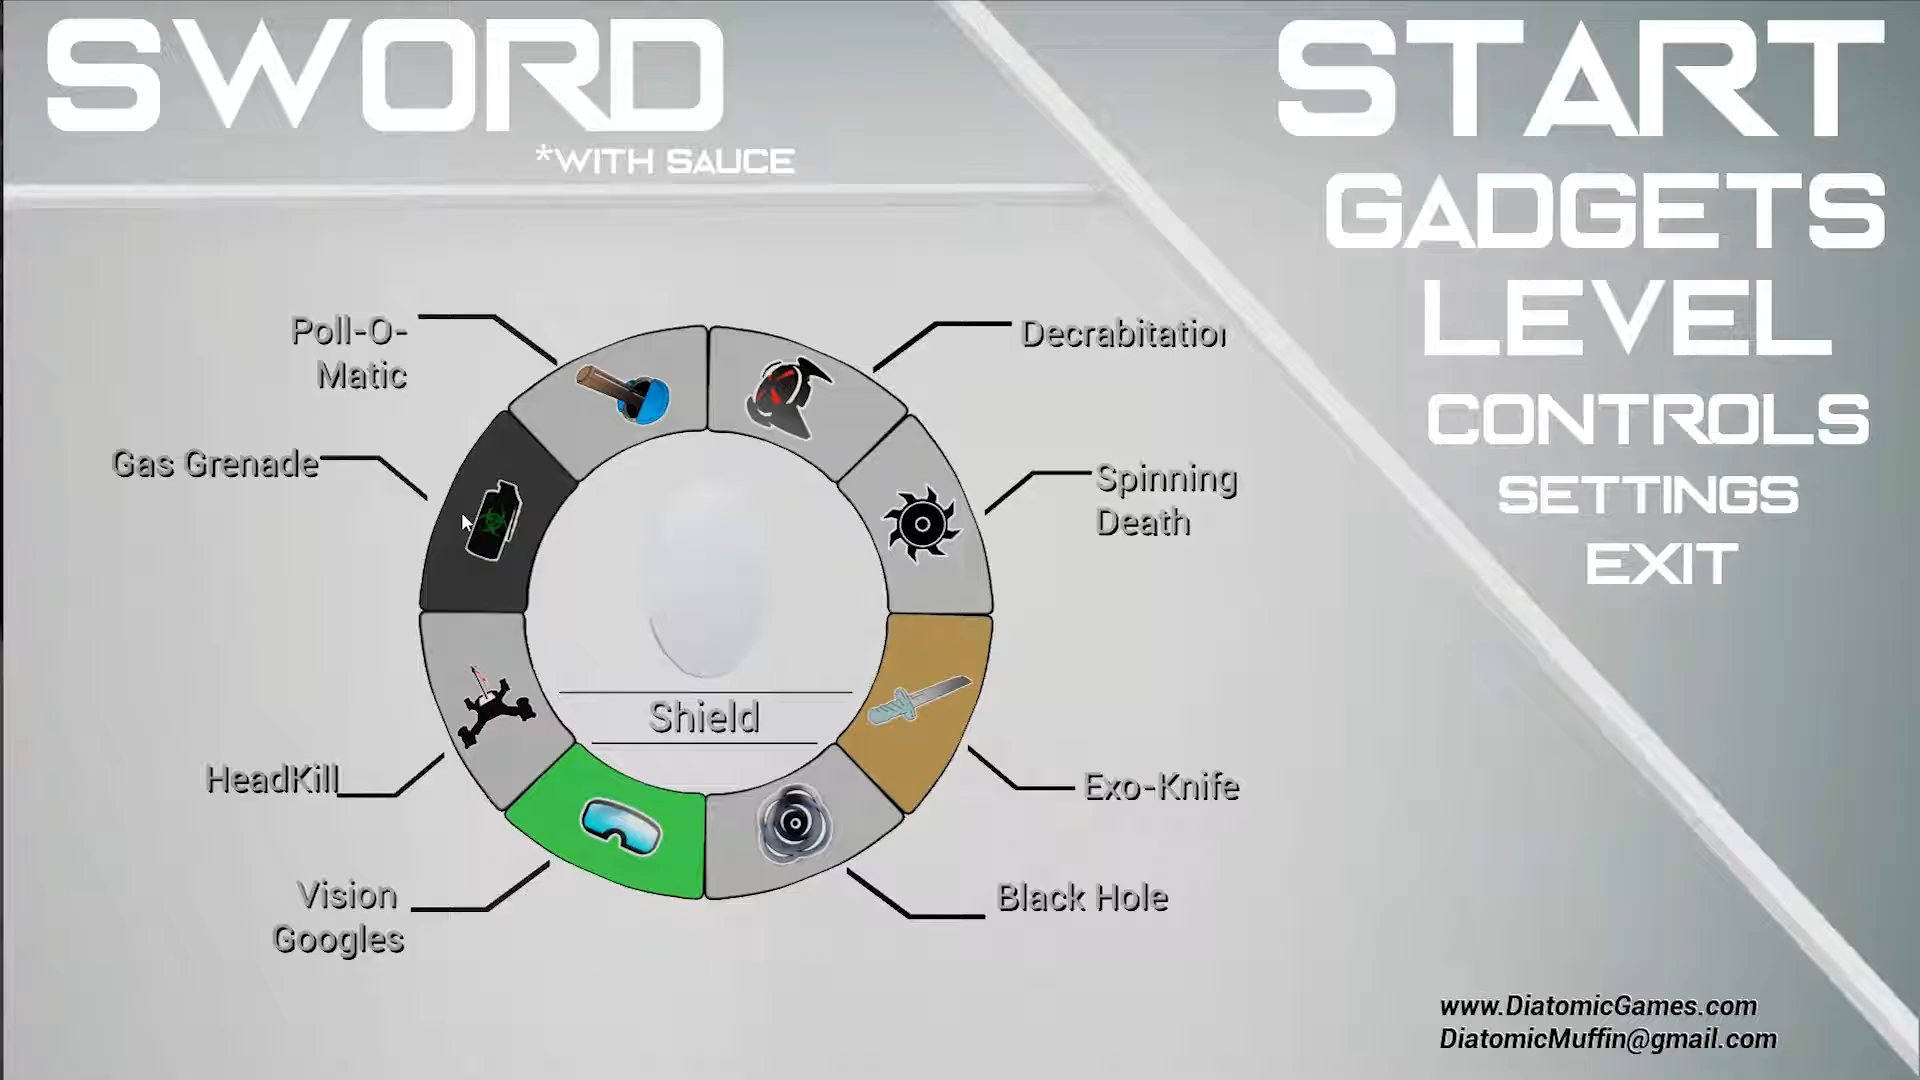 SWORD
*WITH SAUCE
START
GADGETS
LEVEL
CONTROLS
SETTINGS
EXIT
Poll-O-
Matic
Decrabitation
Gas Grenade
Spinning
Death
Shield
HeadKill
Exo-Knife
Vision
Googles
Black Hole
www.DiatomicGames.com
DiatomicMuffin@gmail.com